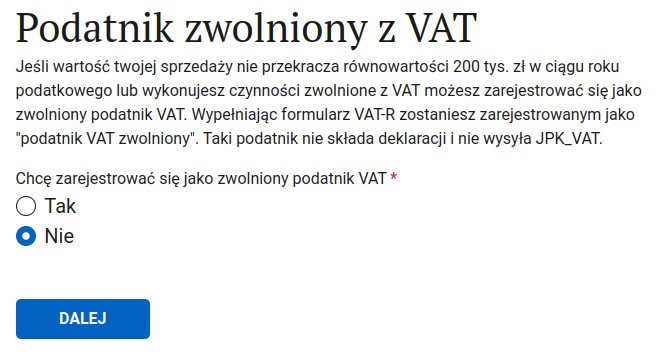 Podatnik zwolniony z VAT
Jeśli wartość twojej sprzedaży nie przekracza równowartości 200 tys. zł w ciągu roku
podatkowego lub wykonujesz czynności zwolnione z VAT możesz zarejestrować się jako
zwolniony podatnik VAT. Wypełniając formularz VAT-R zostaniesz zarejestrowanym jako
"podatnik VAT zwolniony". Taki podatnik nie składa deklaracji i nie wysyła JPK_VAT.
Chcę zarejestrować się jako zwolniony podatnik VAT *
Tak
Nie
DALEJ